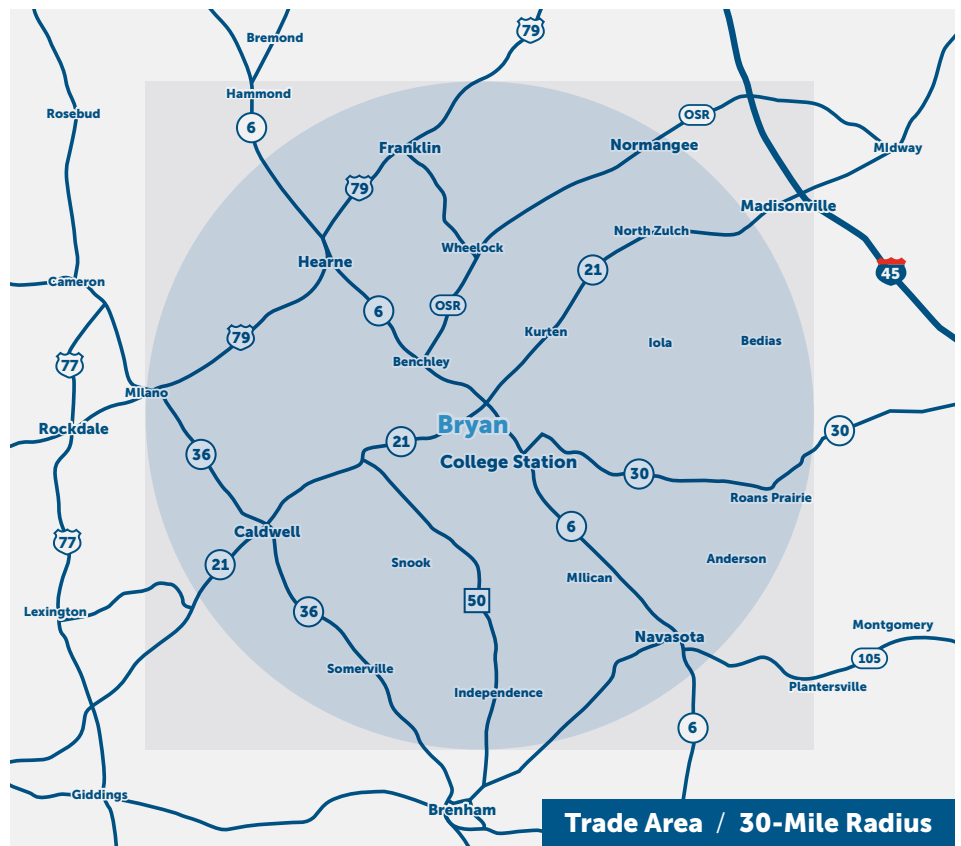 79
Bremond
Hammond
Rosebud
OSR
6
Normangee
Franklin
MIdway
79
Madisonville
North Zulch
Wheelock
Hearne
21
45
Cameron
OSR
6
79
Kurten
Iola
Bedias
Benchley
77
MIlano
Bryan
Rockdale
30
21
36
College Station
30
Roans Prairie
6
Caldwell
77
Anderson
Snook
21
MIlican
50
Lexington
36
Montgomery
Navasota
105
Somerville
Plantersville
Independence
6
Giddings
Brenham
Trade Area / 30-Mile Radius